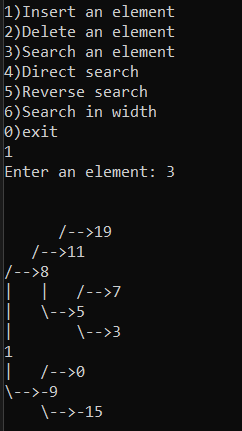 1)Insert an element
2)Delete an element
3)Search an element
4)Direct search
5)Reverse search
6)Search in width
0)exit
1
Enter an element: 3
      /-->19
   /-->11
/-->8
|   |   /-->7
|   \-->5
|       \-->3
1
|   /-->0
\-->-9
    \-->-15